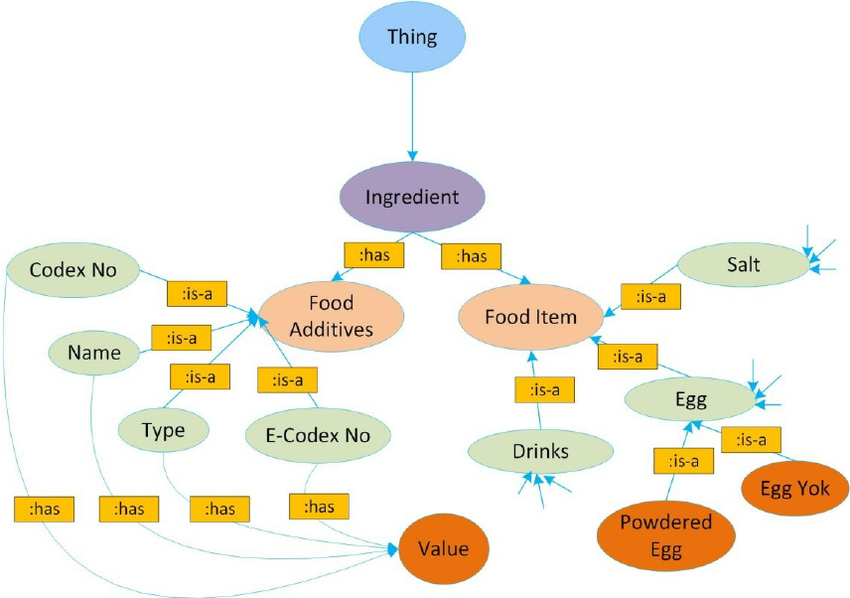 Thing
Ingredient
:has
:has
Codex No
Salt
:is-a
:is-a
Food
Additives
Food Item
:is-a
Name
:is-a
:is-a
:is-a
:is-a
Egg
Type
E-Codex No
Drinks
:is-a
:is-a
Egg Yok
:has
:has
:has
:has
Powdered
Egg
Value